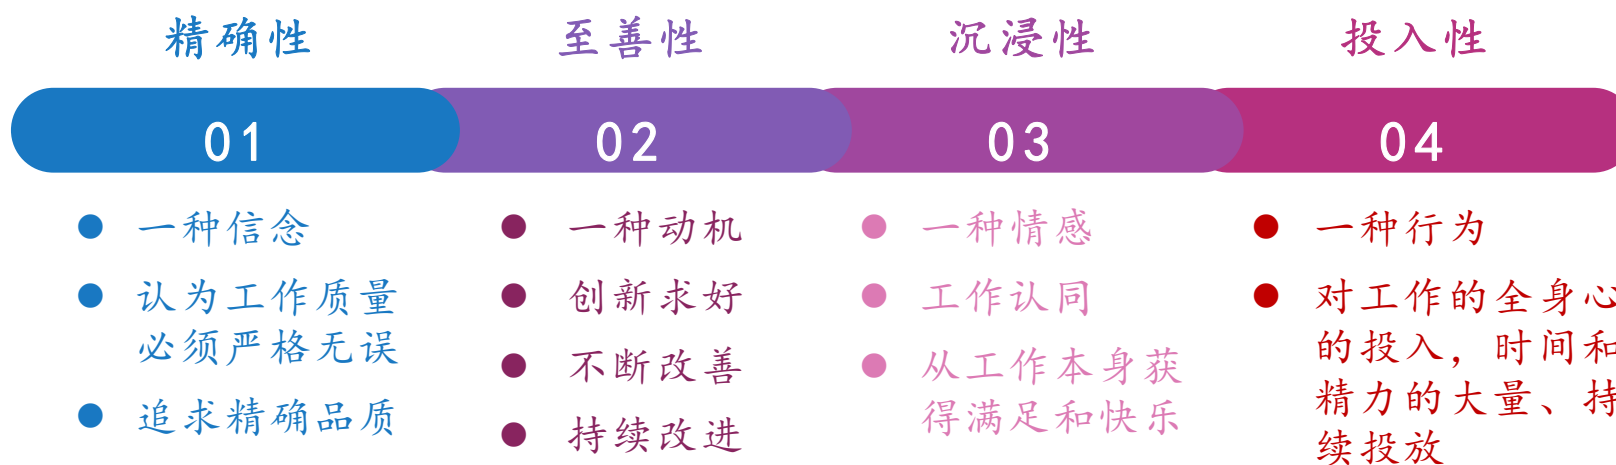 精确性
至善性
沉浸性
投入性
01
02
03
04
一种信念
认为工作质量
必须严格无误
追求精确品质
一种动机
创新求好
不断改善
持续改进
一种情感
工作认同
从工作本身获
得满足和快乐
一种行为
对工作的全身心
的投入，时间和
精力的大量、持
续投放